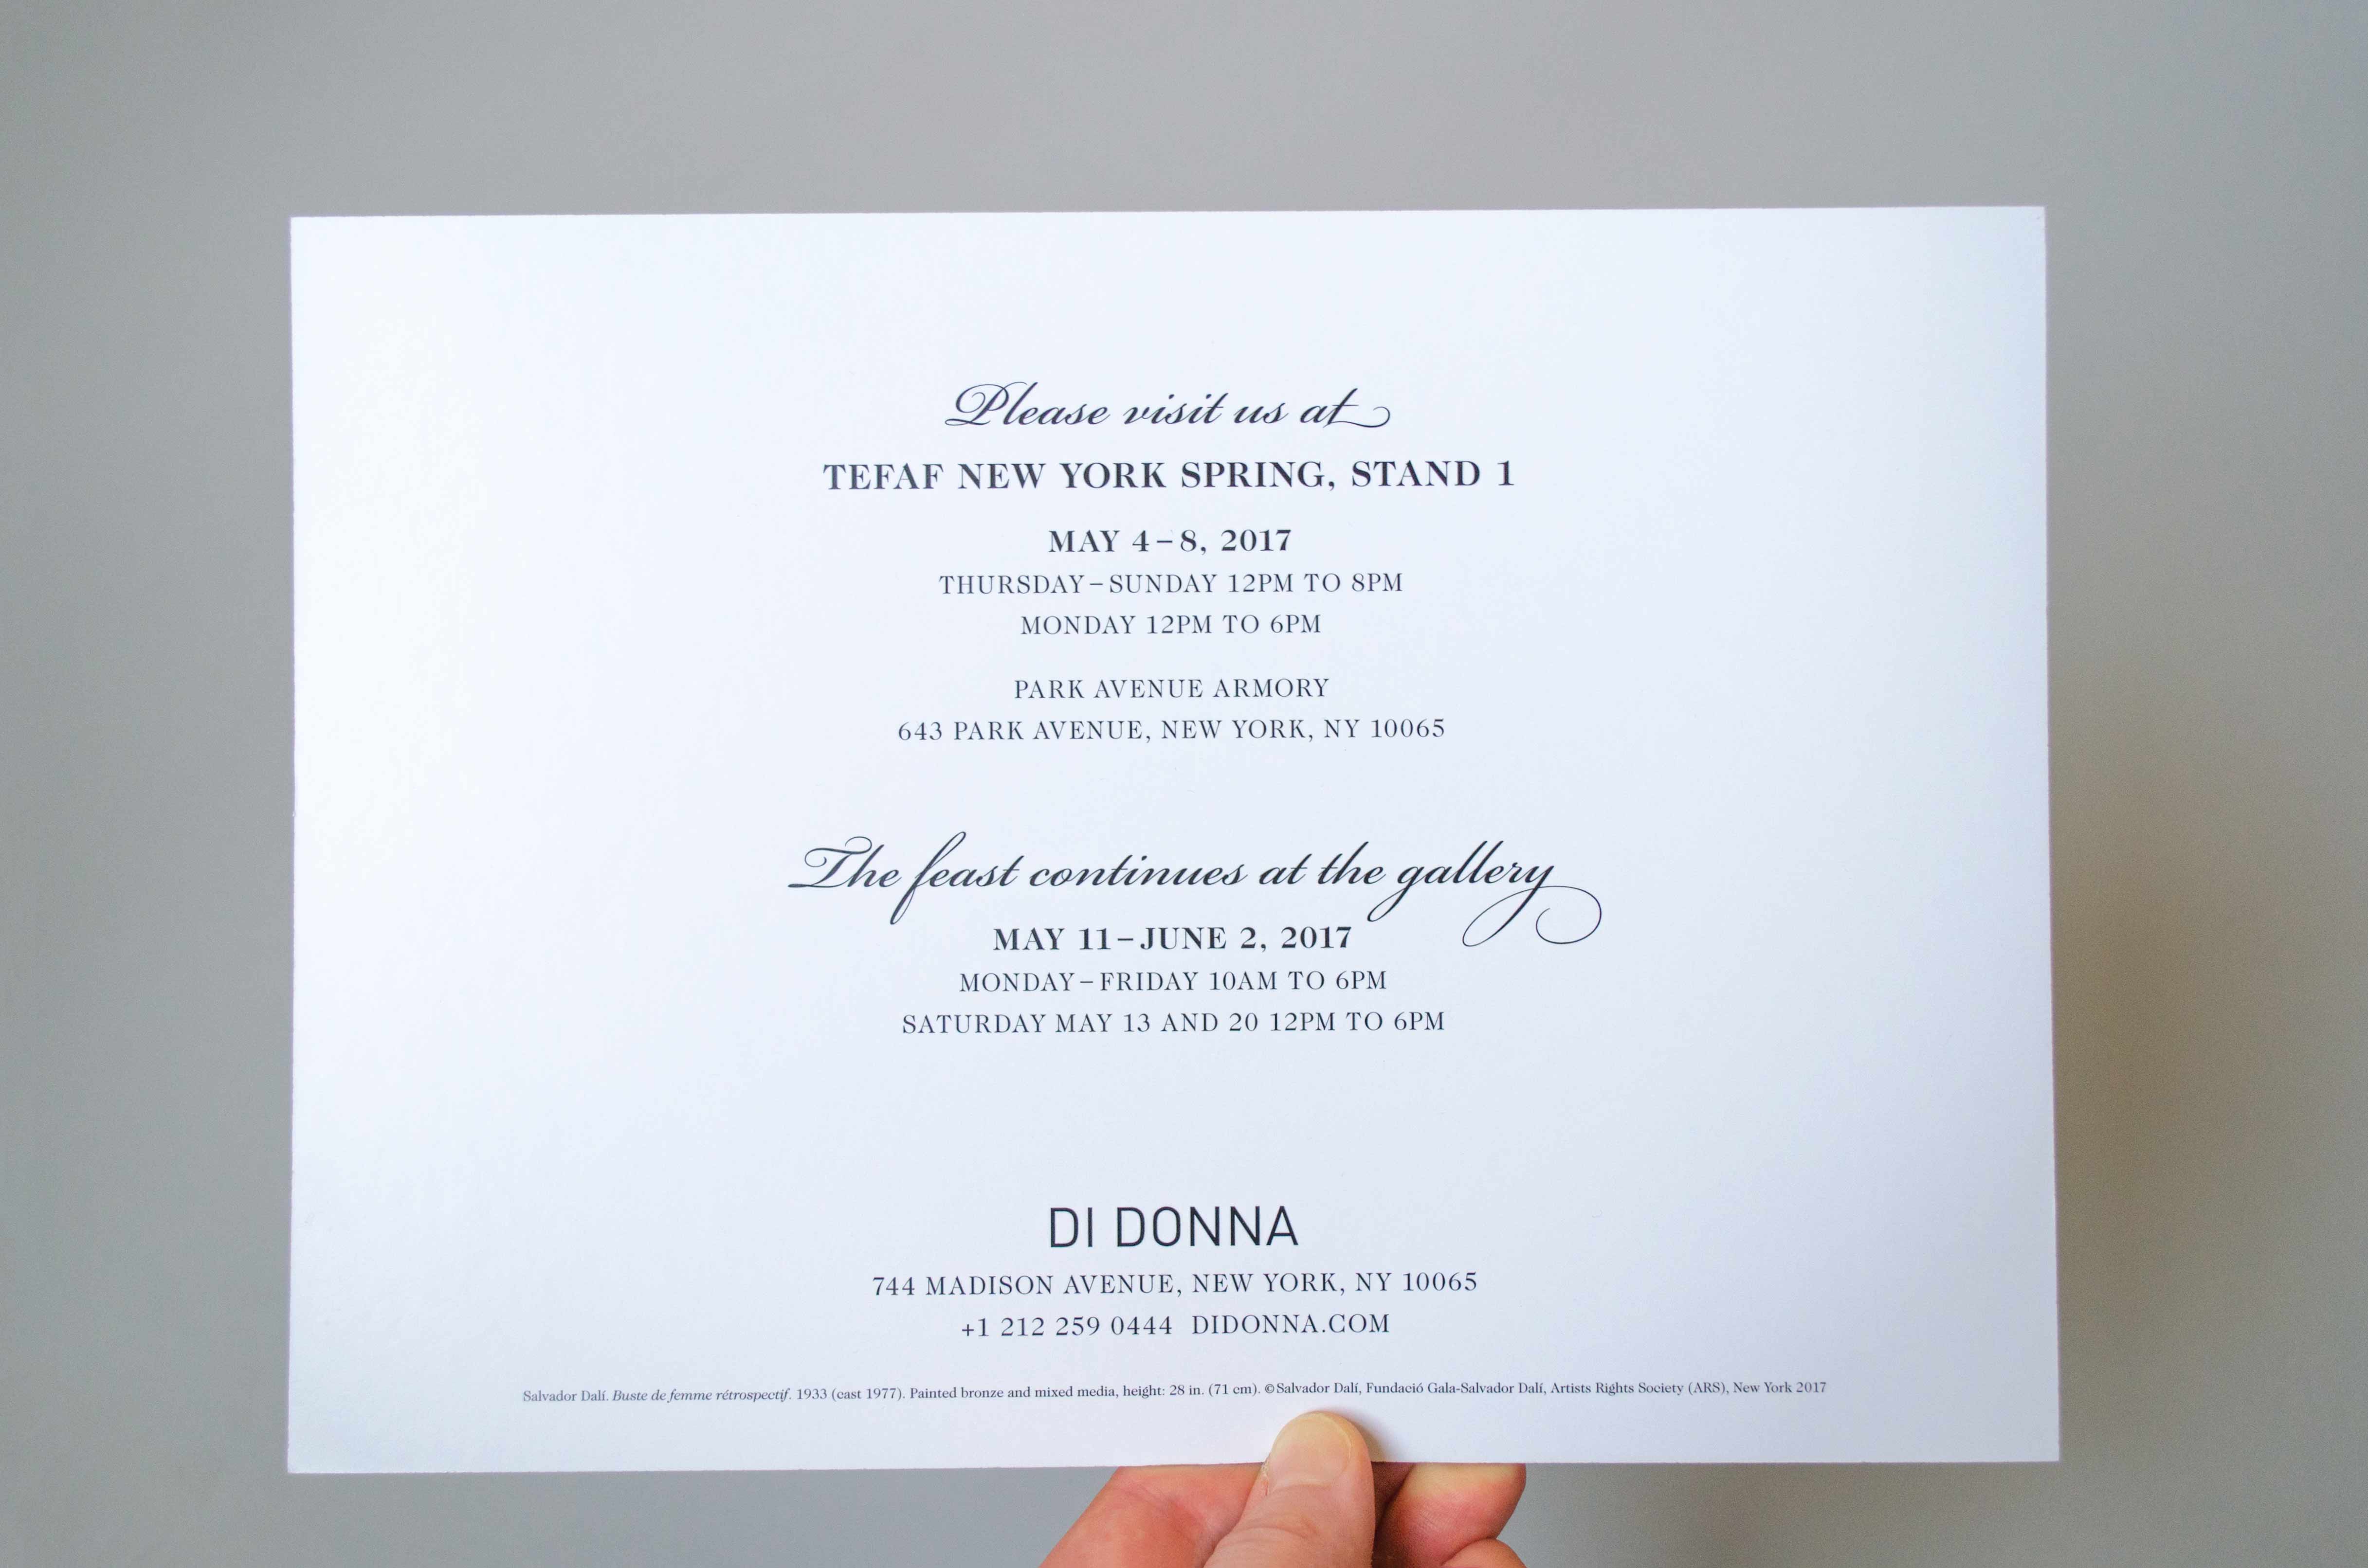 Please visit us at
TEFAF NEW YORK SPRING, STAND 1
MAY 4–8, 2017
THURSDAY–SUNDAY 12PM TO 8PM
MONDAY 12PM TO 6PM
PARK AVENUE ARMORY
643 PARK AVENUE, NEW YORK, NY 10065
The feast continues at the gallery
MAY 11–JUNE 2, 2017
MONDAY–FRIDAY 10AM TO 6PM
SATURDAY MAY 13 AND 20 12PM TO 6PM
DI DONNA
744 MADISON AVENUE, NEW YORK, NY 10065
+1 212 259 0444 DIDONNA.COM
Salvador Dalí. Buste de femme rétrospectif. 1933 (cast 1977). Painted bronze and mixed media, height: 28 in. (71 cm). © Salvador Dalí, Fundació Gala-Salvador Dalí, Artists Rights Society (ARS), New York 2017